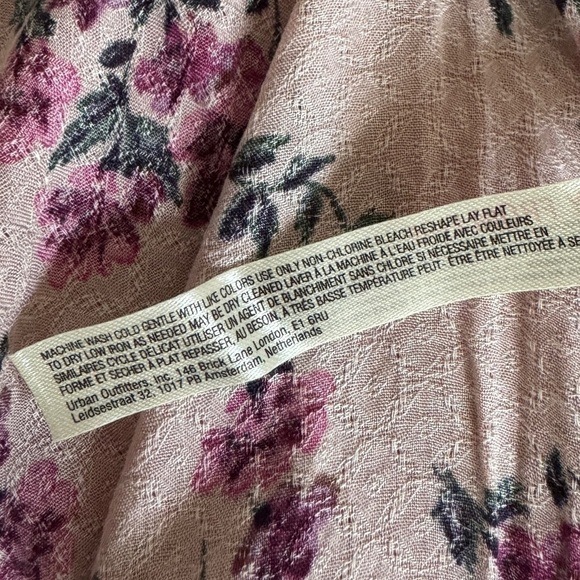 MACHINE WASH COLD GENTLE WITH LIKE COLORS USE ONLY NON-CHLORINE BLEACH RESHAPE LAY FLAT
TO DRY LOW IRON AS NEEDED MAY BE DRY CLEANED LAVER À LA MACHINE À L'EAU FROIDE AVEC COULEURS
SIMILAIRES CYCLE DÉLICAT UTILISER UN AGENT DE BLANCHIMENT SANS CHLORE SI NÉCESSAIRE METTRE EN
FORME ET SÉCHER À PLAT REPASSER, AU BESOIN, À TRÈS BASSE TEMPÉRATURE PEUT- ÊTRE ÊTRE NETTOYÉE À SE
Urban Outfitters, Inc. 146 Brick Lane London, E1 6RU
Leidsestraat 32, 1017 PB Amsterdam, Netherlands